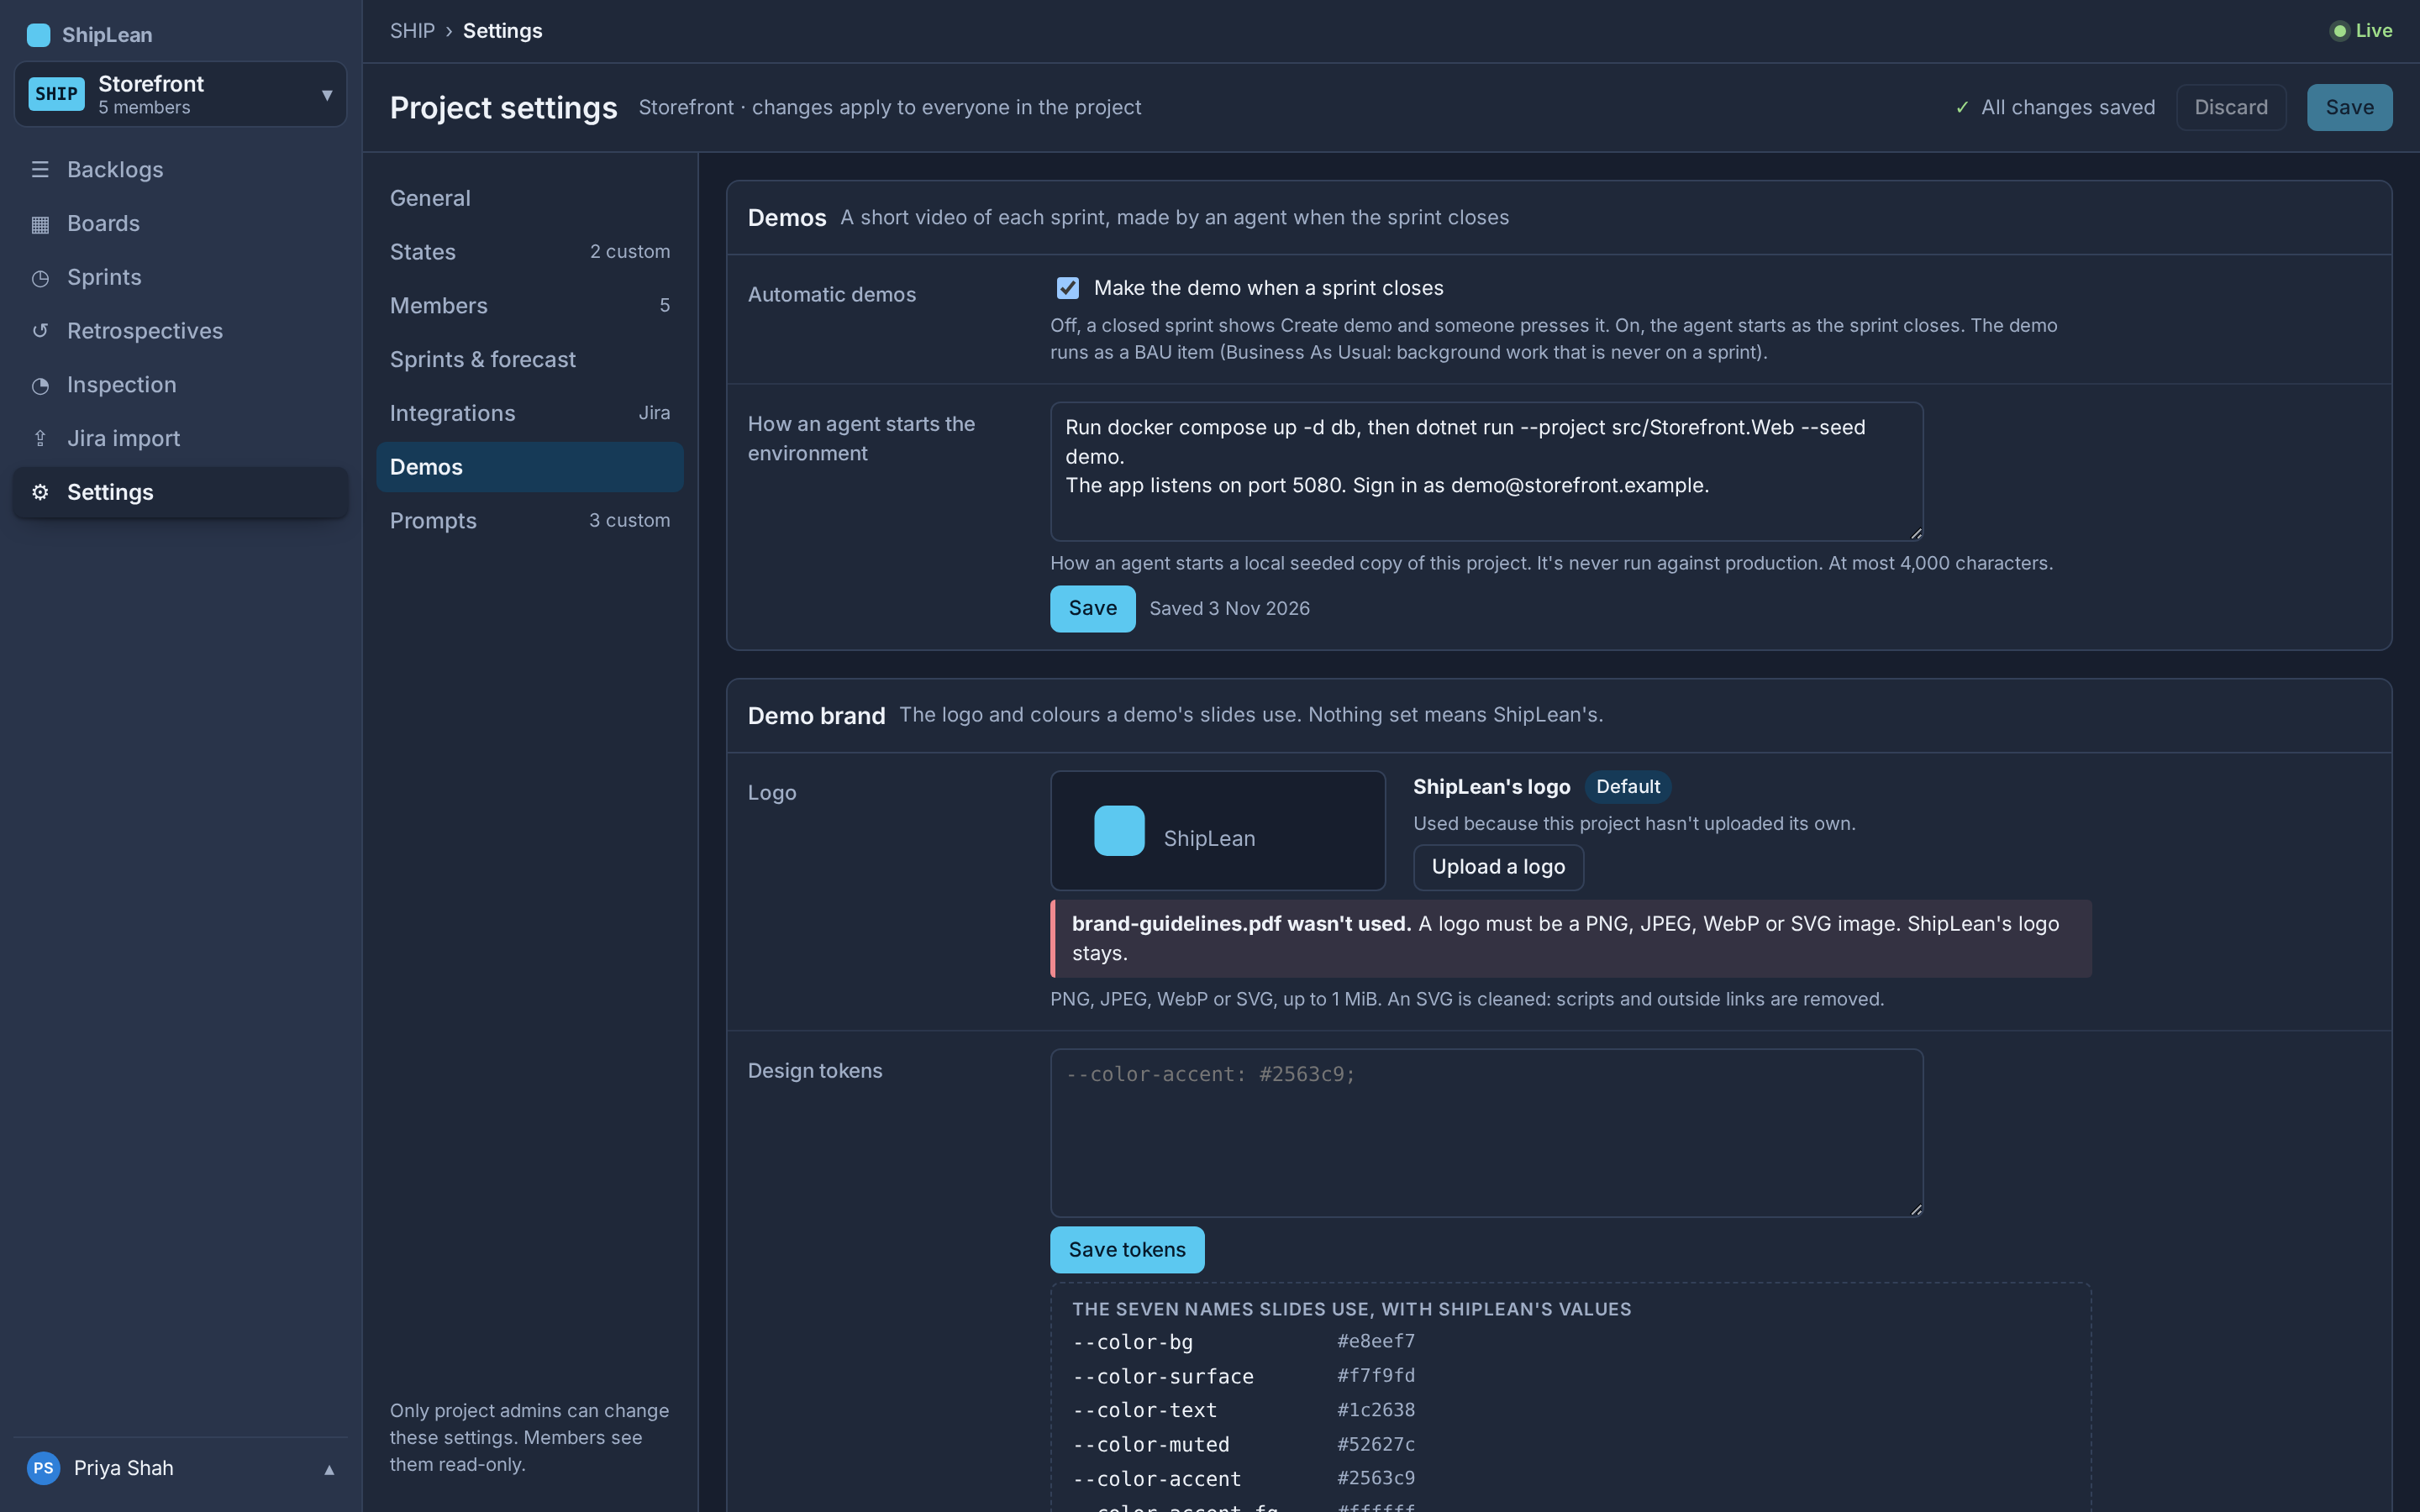 ShipLean
SHIP
Storefront
5 members
Backlogs
Boards
Sprints
Retrospectives
Inspection
Jira import
Settings
Priya Shah
PS
SHIP › Settings
Live
Project settings
Storefront · changes apply to everyone in the project
✓ All changes saved
Discard
Save
General
States
2 custom
Members
5
Sprints & forecast
Integrations
Jira
Demos
Prompts
3 custom
Only project admins can change
these settings. Members see
them read-only.
Demos
A short video of each sprint, made by an agent when the sprint closes
Automatic demos
Make the demo when a sprint closes
Off, a closed sprint shows Create demo and someone presses it. On, the agent starts as the sprint closes. The demo
runs as a BAU item (Business As Usual: background work that is never on a sprint).
How an agent starts the
environment
Run docker compose up -d db, then dotnet run --project src/Storefront.Web --seed
demo.
The app listens on port 5080. Sign in as demo@storefront.example.
How an agent starts a local seeded copy of this project. It's never run against production. At most 4,000 characters.
Save
Saved 3 Nov 2026
Demo brand
The logo and colours a demo's slides use. Nothing set means ShipLean's.
Logo
ShipLean
ShipLean's logo
Default
Used because this project hasn't uploaded its own.
Upload a logo
brand-guidelines.pdf wasn't used. A logo must be a PNG, JPEG, WebP or SVG image. ShipLean's logo
stays.
PNG, JPEG, WebP or SVG, up to 1 MiB. An SVG is cleaned: scripts and outside links are removed.
Design tokens
--color-accent: #2563c9;
Save tokens
THE SEVEN NAMES SLIDES USE, WITH SHIPLEAN'S VALUES
--color-bg #e8eef7
--color-surface #f7f9fd
--color-text #1c2638
--color-muted #52627c
--color-accent #2563c9